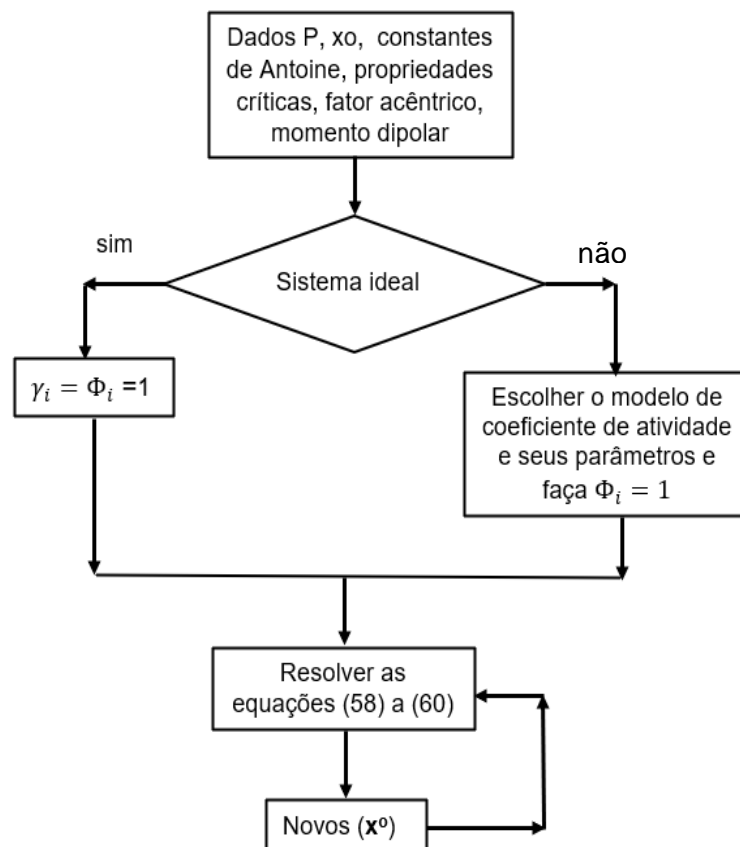 Dados P, xo, constantes
de Antoine, propriedades
críticas, fator acêntrico,
momento dipolar
sim
não
Sistema ideal
γᵢ = Φᵢ =1
Escolher o modelo de
coeficiente de atividade
e seus parâmetros e
faça Φᵢ = 1
Resolver as
equações (58) a (60)
Novos (xº)